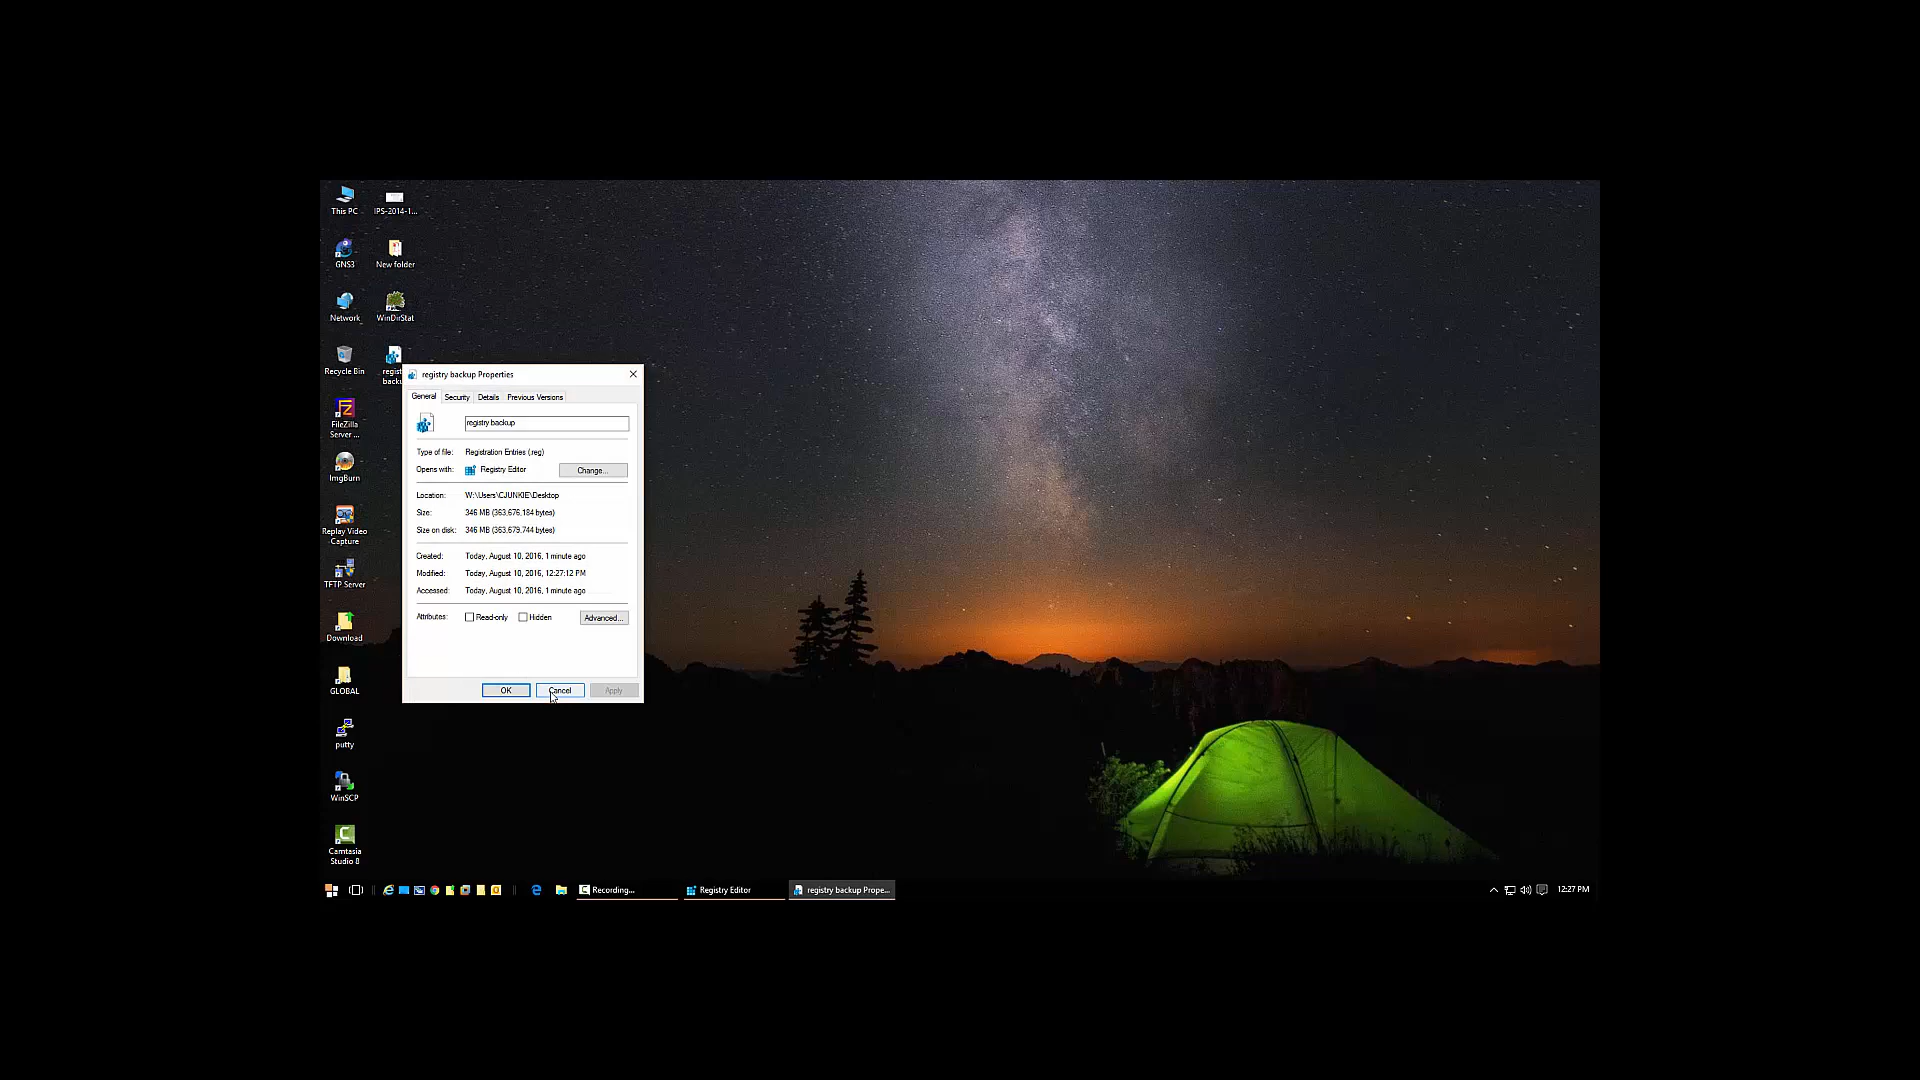 This PC
IPS-2014-1...
GNS3
New folder
Network
WinDirStat
Recycle Bin
regist
backu
FileZilla
Server ...
ImgBurn
Replay Video
Capture
TFTP Server
Download
GLOBAL
putty
WinSCP
Camtasia
Studio 8
registry backup Properties
General Security Details Previous Versions
registry backup
Type of file: Registration Entries (.reg)
Opens with: Registry Editor Change...
Location: W:\Users\CJUNKIE\Desktop
Size: 346 MB (363,676,184 bytes)
Size on disk: 346 MB (363,679,744 bytes)
Created: Today, August 10, 2016, 1 minute ago
Modified: Today, August 10, 2016, 12:27:12 PM
Accessed: Today, August 10, 2016, 1 minute ago
Attributes: Read-only Hidden Advanced...
OK Cancel Apply
Recording... Registry Editor registry backup Prope... 12:27 PM